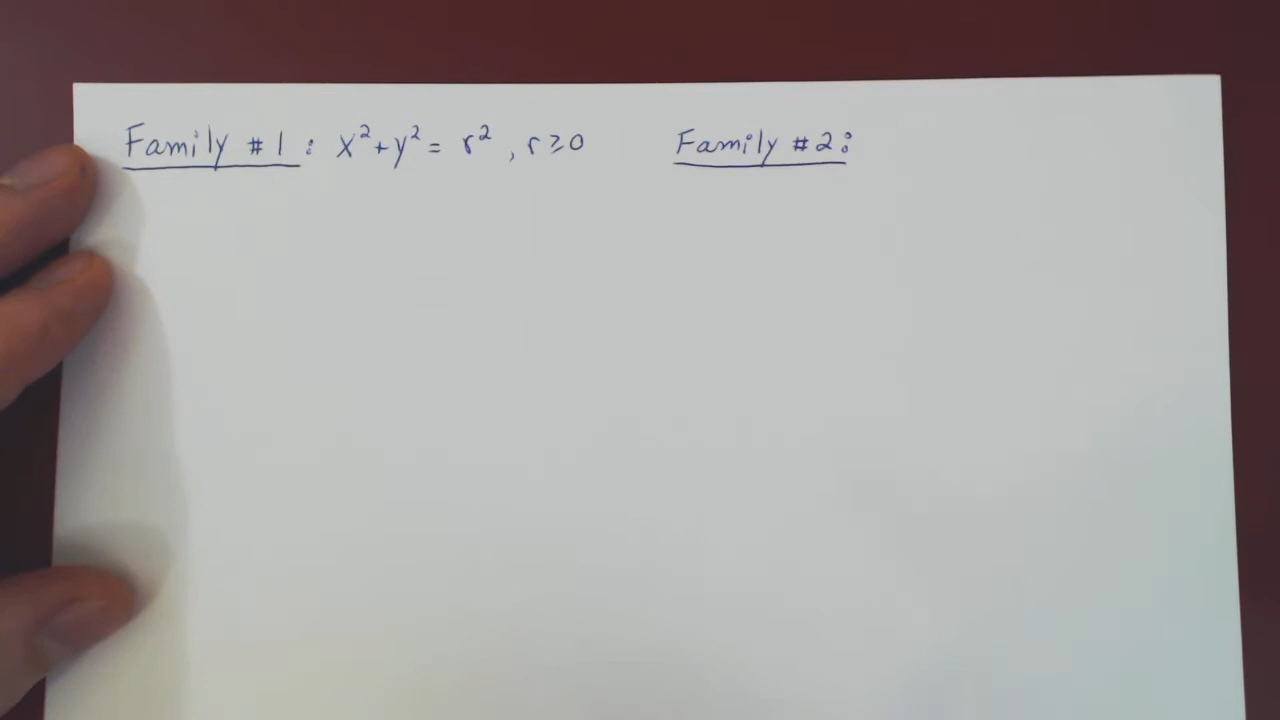 Family #1: x²+y² = r², r≥0
Family #2: